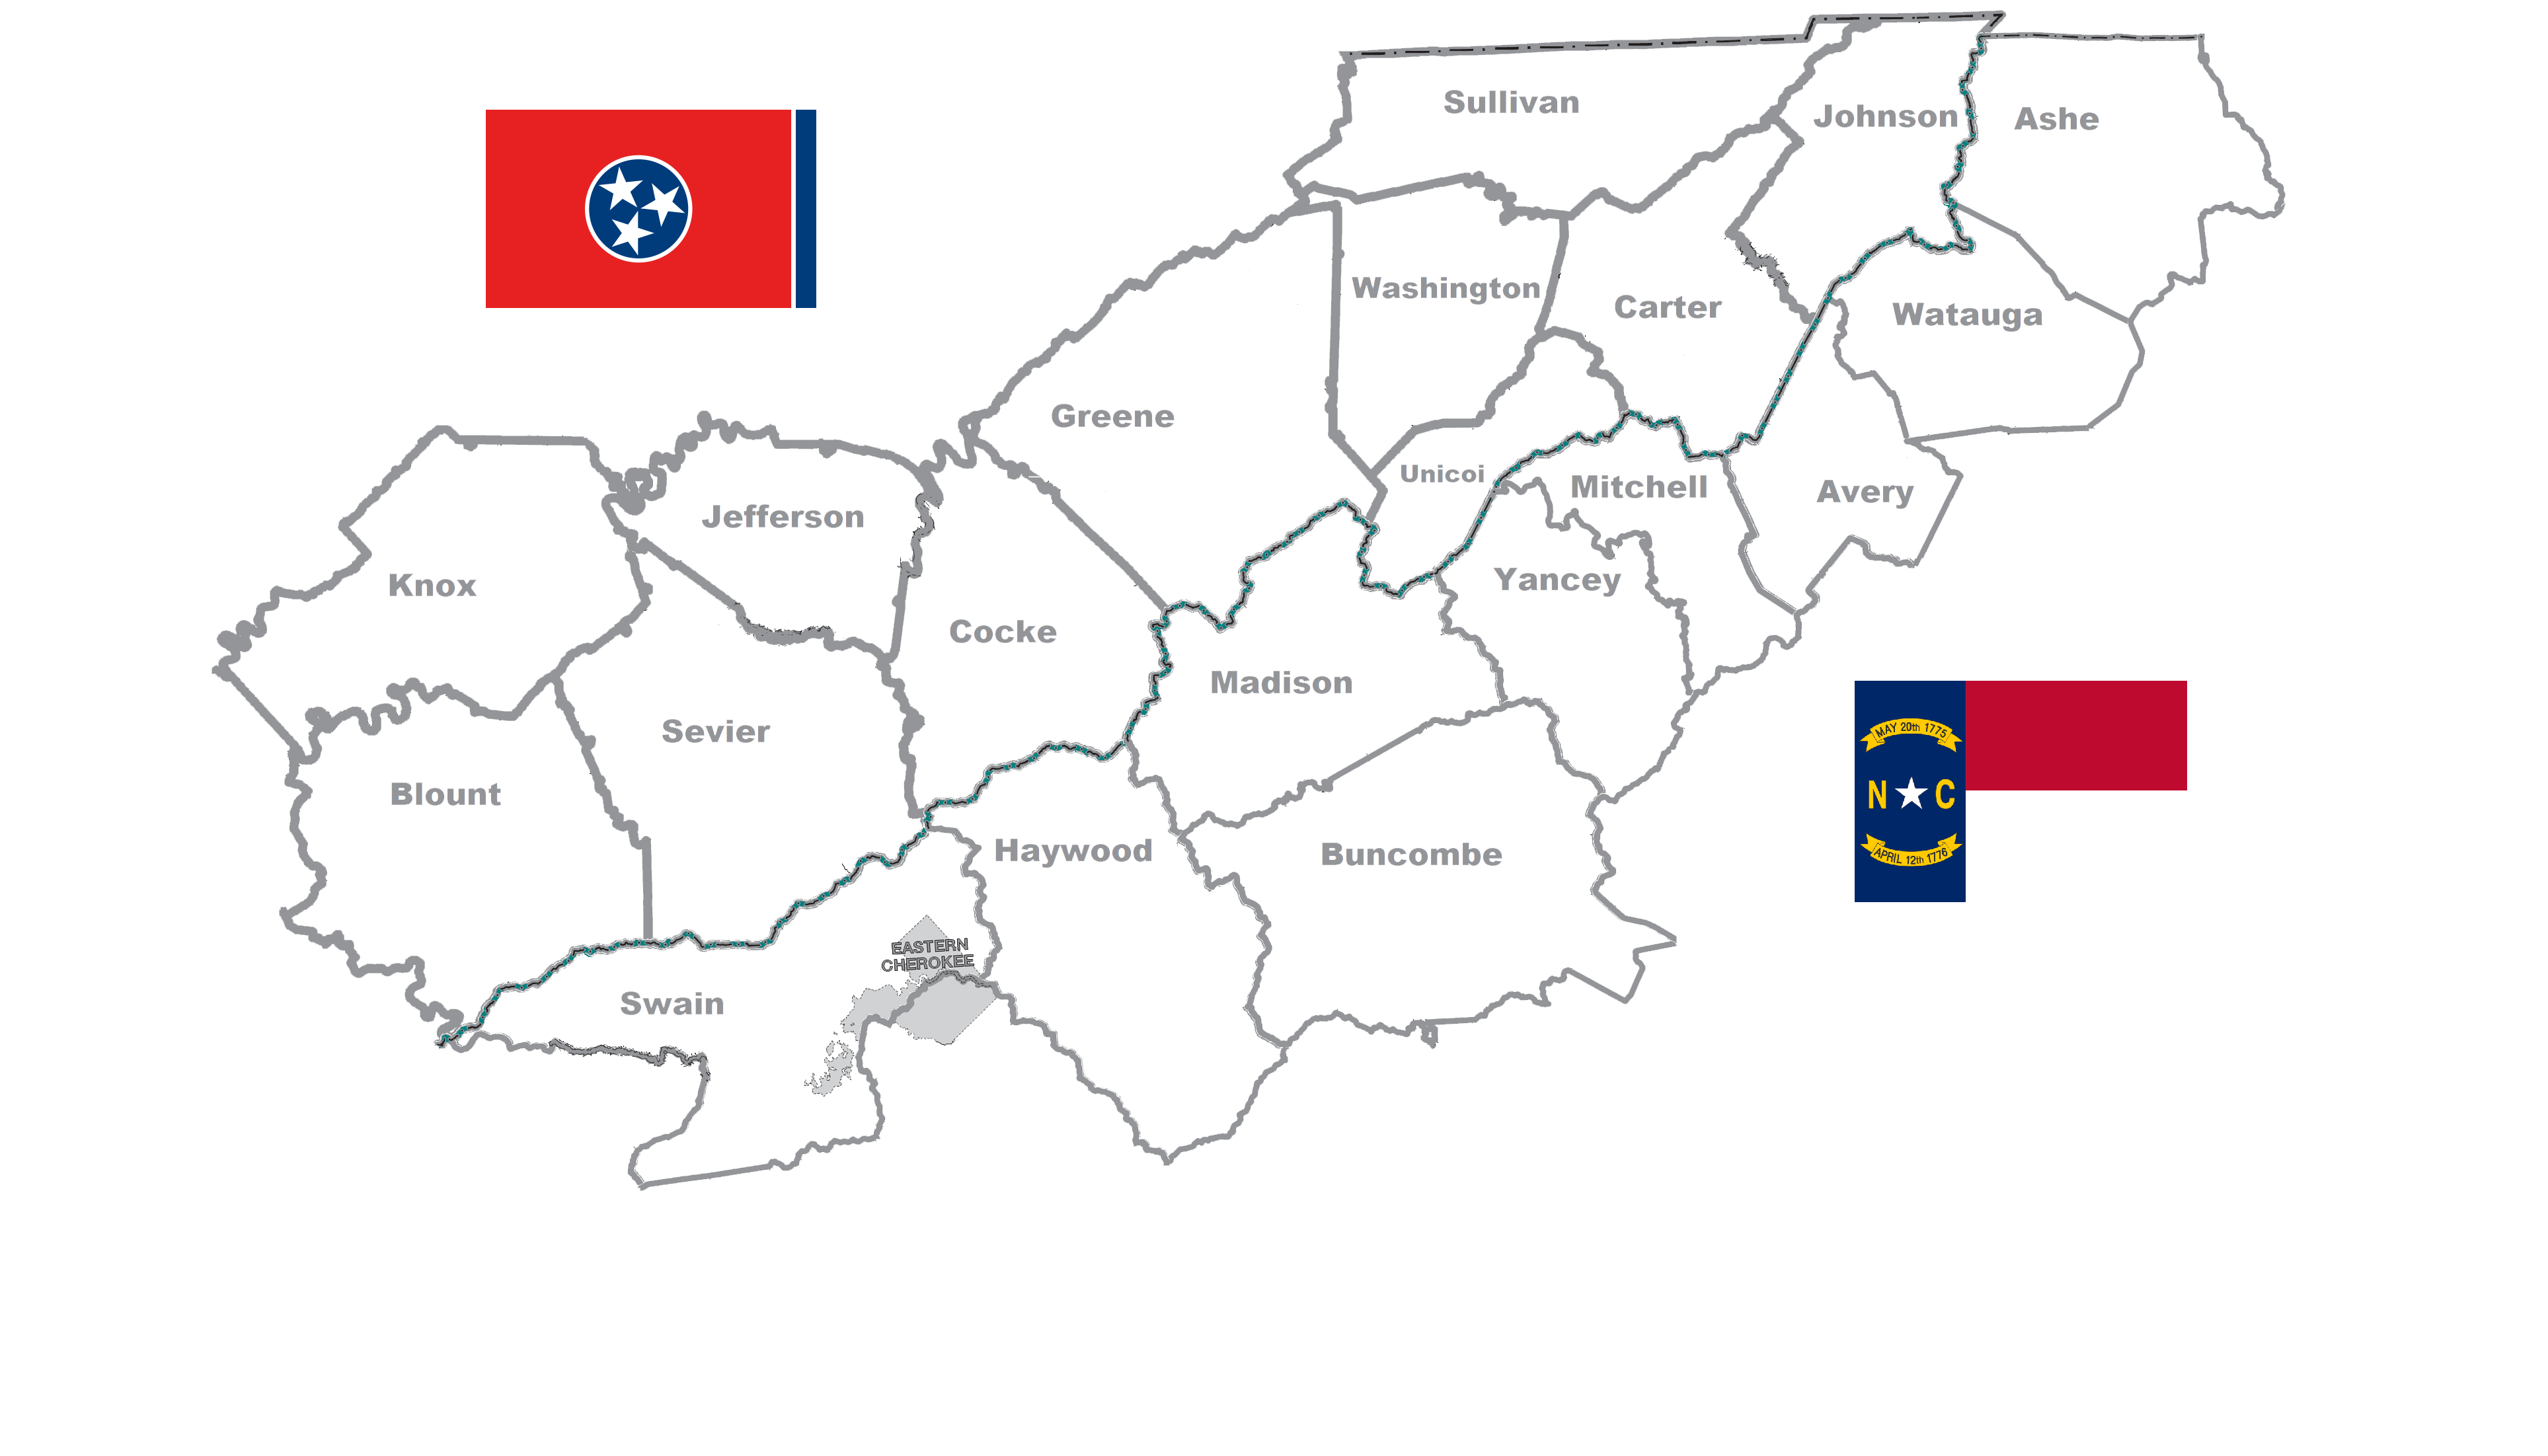 Sullivan
Johnson
Ashe
Washington
Carter
Watauga
Greene
Unicoi
Mitchell
Avery
Jefferson
Knox
Yancey
Cocke
Madison
Sevier
Blount
Haywood
Buncombe
EASTERN
CHEROKEE
Swain
MAY 20th 1775
N C
APRIL 12th 1776